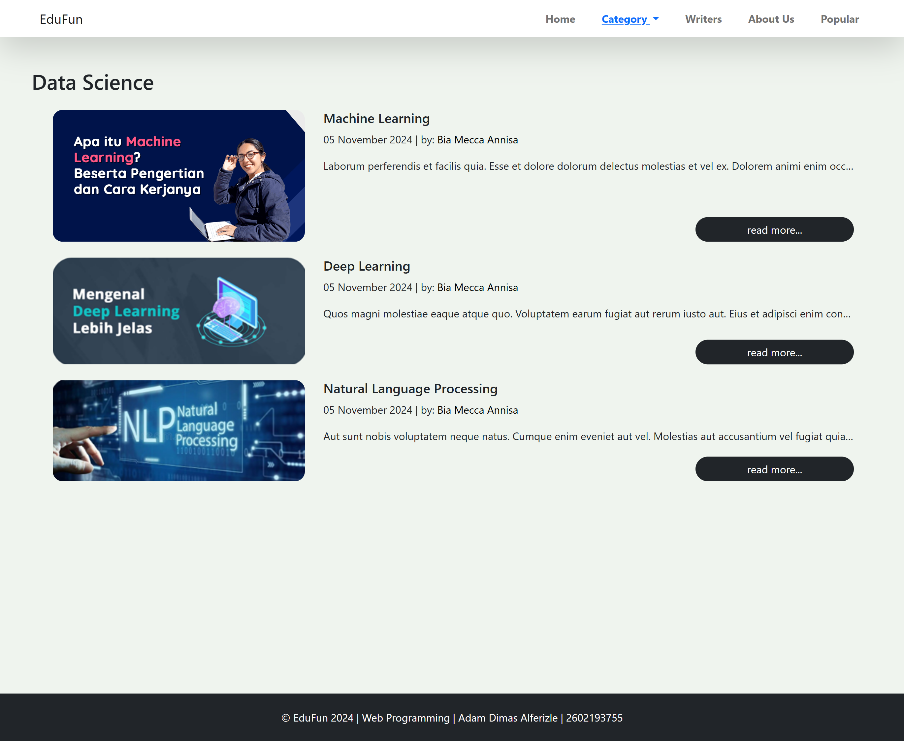 EduFun
Home Category Writers About Us Popular
Data Science
Apa itu Machine
Learning?
Beserta Pengertian
dan Cara Kerjanya
Machine Learning
05 November 2024 | by: Bia Mecca Annisa
Laborum perferendis et facilis quia. Esse et dolore dolorum delectus molestias et vel ex. Dolorem animi enim occ...
read more...
Mengenal
Deep Learning
Lebih Jelas
Deep Learning
05 November 2024 | by: Bia Mecca Annisa
Quos magni molestiae eaque atque quo. Voluptatem earum fugiat aut rerum iusto aut. Eius et adipisci enim con...
read more...
NLP Natural
Language
Processing
Natural Language Processing
05 November 2024 | by: Bia Mecca Annisa
Aut sunt nobis voluptatem neque natus. Cumque enim eveniet aut vel. Molestias aut accusantium vel fugiat quia...
read more...
© EduFun 2024 | Web Programming | Adam Dimas Alferizle | 2602193755